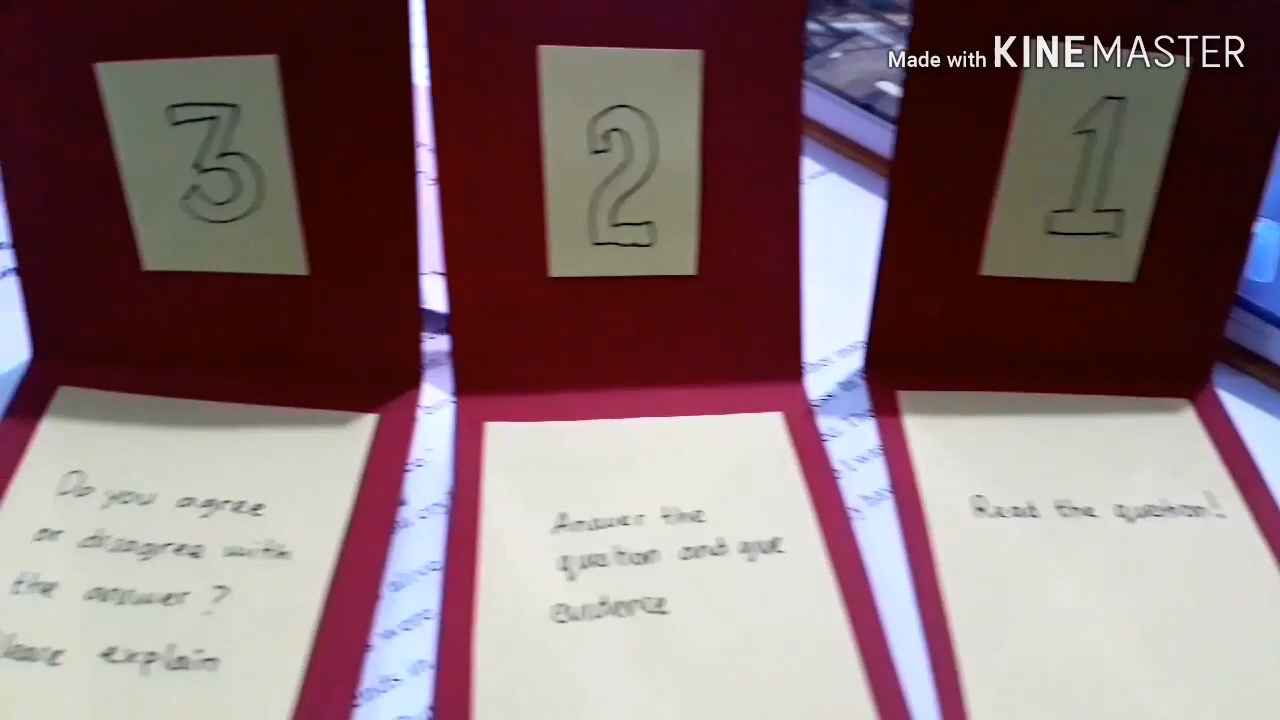 Made with KINEMASTER
3
Do you agree
or disagree with
the answer?
explain
2
Answer the
question and give
evidence
1
Read the question!